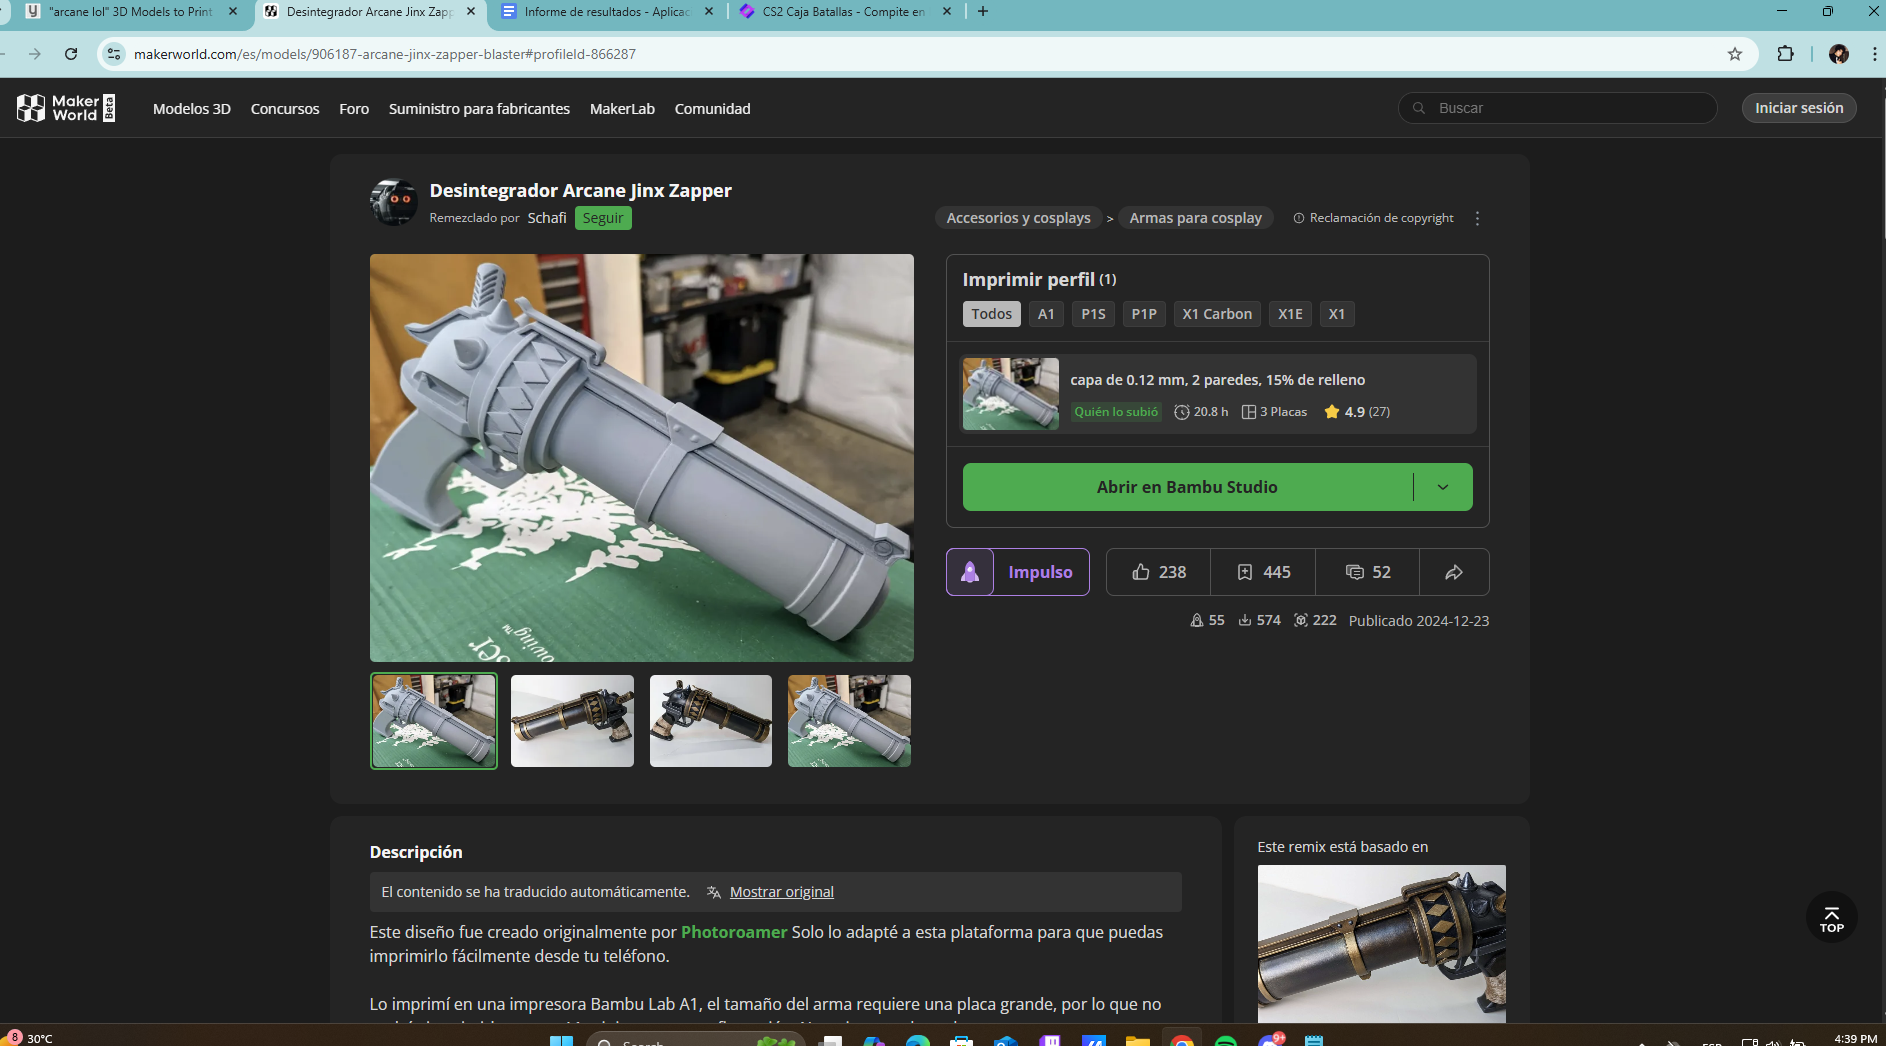 "arcane lol" 3D Models to Print
Desintegrador Arcane Jinx Zapp
Informe de resultados - Aplicac
CS2 Caja Batallas - Compite en
makerworld.com/es/models/906187-arcane-jinx-zapper-blaster#profileId-866287
Maker World Beta
Modelos 3D
Concursos
Foro
Suministro para fabricantes
MakerLab
Comunidad
Buscar
Iniciar sesión
Desintegrador Arcane Jinx Zapper
Remezclado por Schafi Seguir
Accesorios y cosplays > Armas para cosplay
Reclamación de copyright
Imprimir perfil (1)
Todos A1 P1S P1P X1 Carbon X1E X1
capa de 0.12 mm, 2 paredes, 15% de relleno
Quién lo subió 20.8 h 3 Placas 4.9 (27)
Abrir en Bambu Studio
Impulso
238 445 52
55 574 222 Publicado 2024-12-23
Descripción
El contenido se ha traducido automáticamente. Mostrar original
Este diseño fue creado originalmente por Photoroamer Solo lo adapté a esta plataforma para que puedas
imprimirlo fácilmente desde tu teléfono.
Lo imprimí en una impresora Bambu Lab A1, el tamaño del arma requiere una placa grande, por lo que no
Este remix está basado en
TOP
8
30°C
Search
9+
ESP
4:39 PM